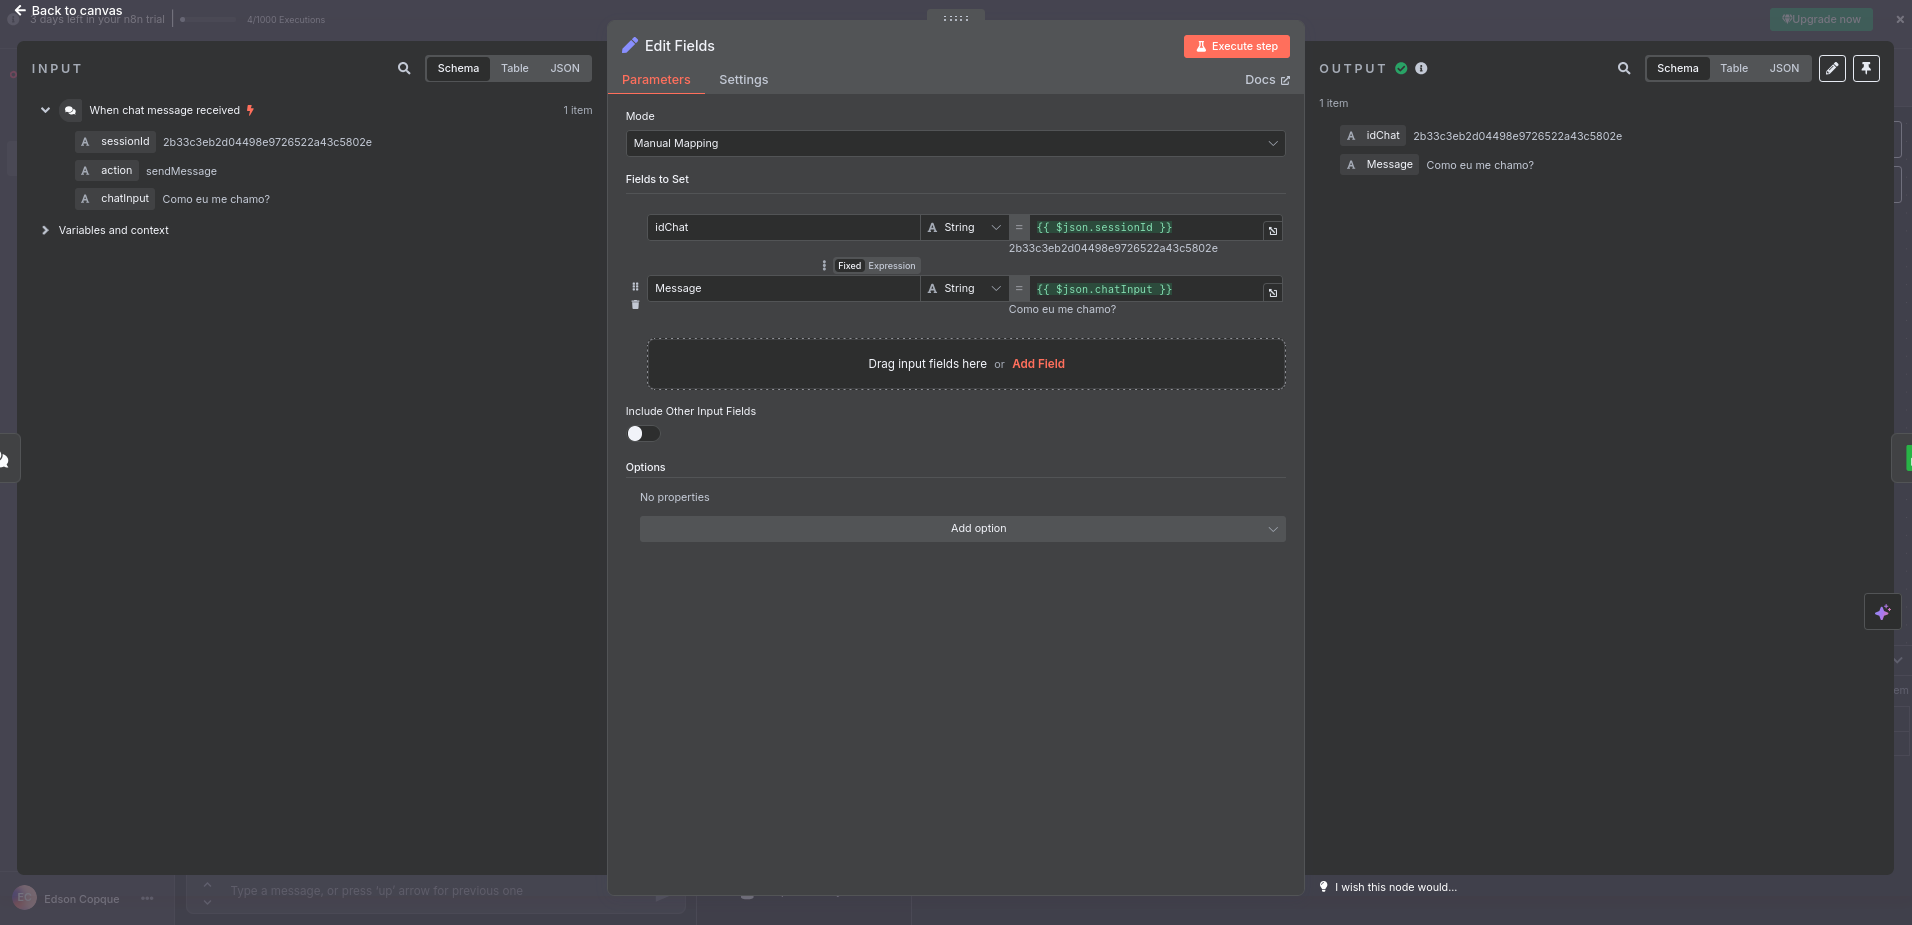 Back to canvas
3 days left in your n8n trial
4/1000 Executions
Upgrade now
INPUT
Schema Table JSON
When chat message received
1 item
A sessionId 2b33c3eb2d04498e9726522a43c5802e
A action sendMessage
A chatInput Como eu me chamo?
Variables and context
Edit Fields
Execute step
Parameters Settings
Docs
Mode
Manual Mapping
Fields to Set
idChat A String = {{ $json.sessionId }}
2b33c3eb2d04498e9726522a43c5802e
Fixed Expression
Message A String = {{ $json.chatInput }}
Como eu me chamo?
Drag input fields here or Add Field
Include Other Input Fields
Options
No properties
Add option
OUTPUT
Schema Table JSON
1 item
A idChat 2b33c3eb2d04498e9726522a43c5802e
A Message Como eu me chamo?
EC Edson Copque
Type a message, or press 'up' arrow for previous one
I wish this node would...